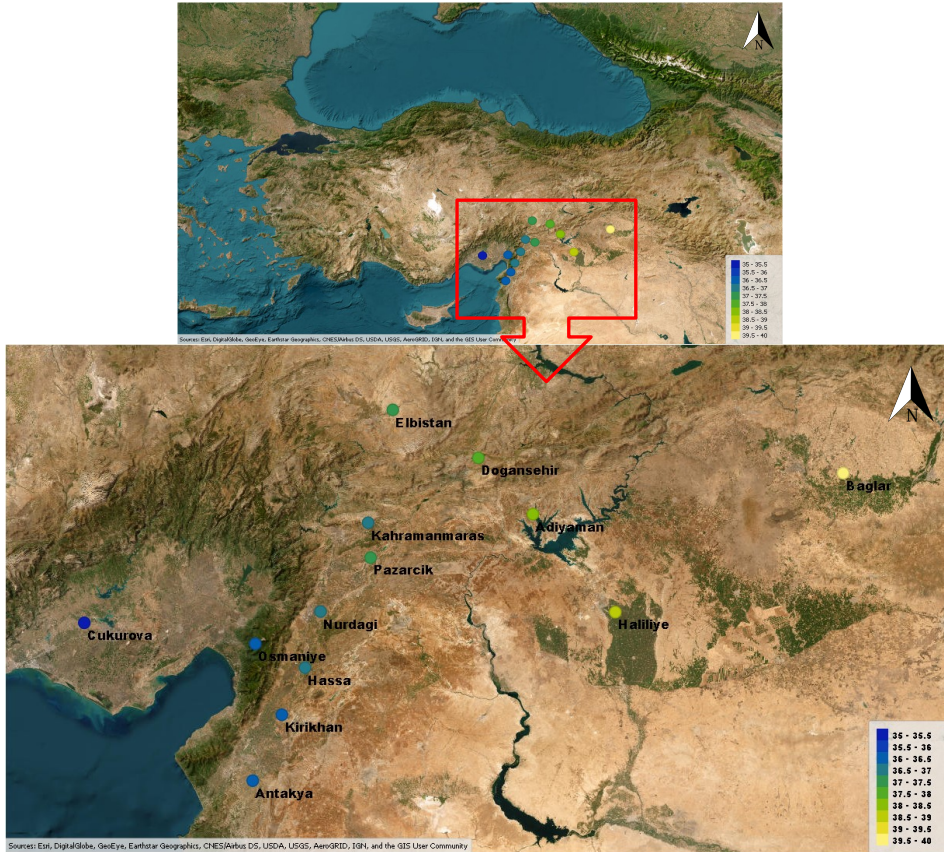 N
35 - 35.5
35.5 - 36
36 - 36.5
36.5 - 37
37 - 37.5
37.5 - 38
38 - 38.5
38.5 - 39
39 - 39.5
39.5 - 40
Sources: Esri, DigitalGlobe, GeoEye, Earthstar Geographics, CNES/Airbus DS, USDA, USGS, AeroGRID, IGN, and the GIS User Community
N
Elbistan
Dogansehir
Baglar
Adiyaman
Kahramanmaras
Pazarcik
Nurdagi
Haliliye
Cukurova
Osmaniye
Hassa
Kirikhan
Antakya
35 - 35.5
35.5 - 36
36 - 36.5
36.5 - 37
37 - 37.5
37.5 - 38
38 - 38.5
38.5 - 39
39 - 39.5
39.5 - 40
Sources: Esri, DigitalGlobe, GeoEye, Earthstar Geographics, CNES/Airbus DS, USDA, USGS, AeroGRID, IGN, and the GIS User Community